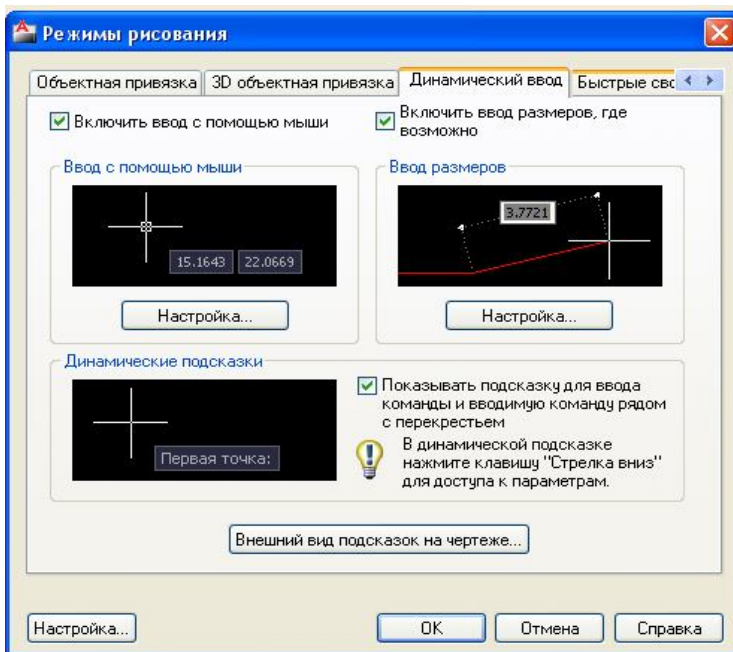 Режимы рисования
Объектная привязка
3D объектная привязка
Динамический ввод
Быстрые свс
Включить ввод с помощью мыши
Включить ввод размеров, где
возможно
Ввод с помощью мыши
15.1643 22.0669
Настройка...
Ввод размеров
3.7721
Настройка...
Динамические подсказки
Первая точка:
Показывать подсказку для ввода
команды и вводимую команду рядом
с перекрестьем
В динамической подсказке
нажмите клавишу "Стрелка вниз"
для доступа к параметрам.
Внешний вид подсказок на чертеже...
Настройка...
OK
Отмена
Справка